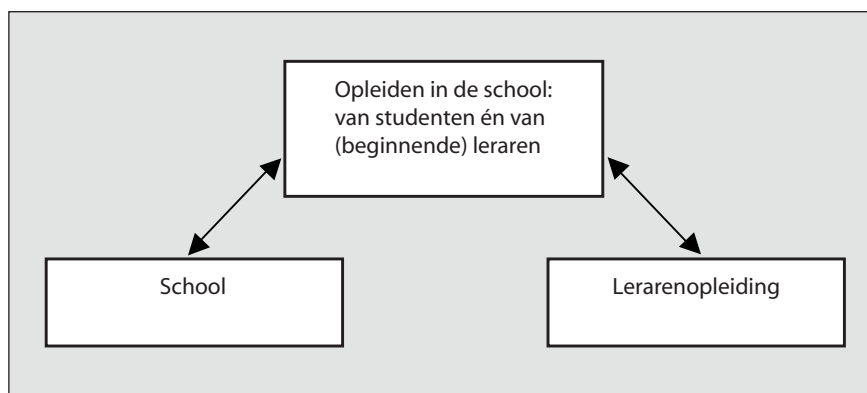 Opleiden in de school:
van studenten én van
(beginnende) leraren
School
Lerarenopleiding